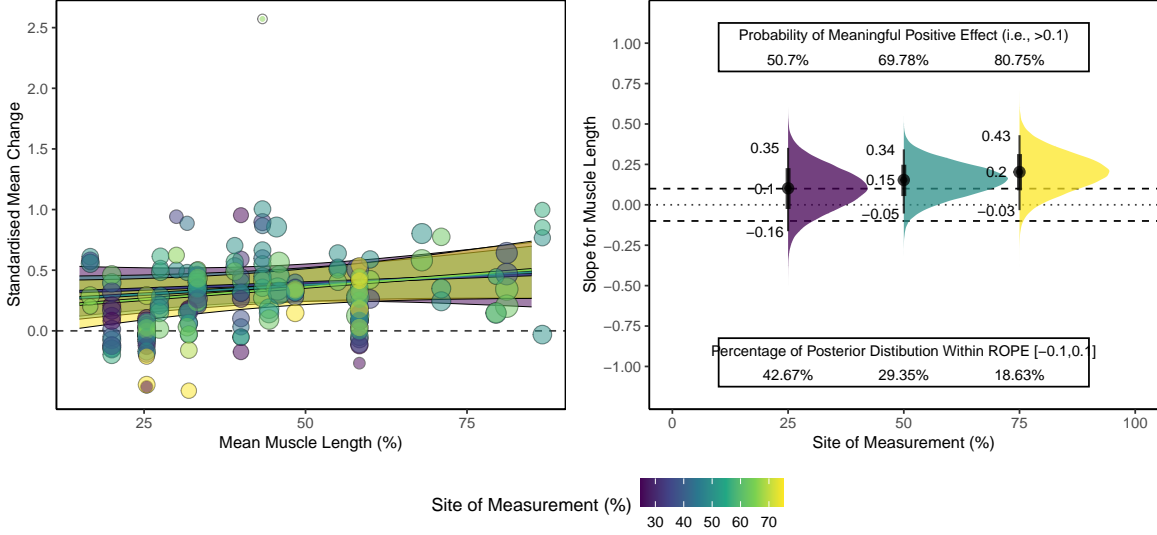 Standardised Mean Change
2.5
2.0
1.5
1.0
0.5
0.0
25
50
75
Mean Muscle Length (%)
Slope for Muscle Length
1.00
0.75
0.50
0.25
0.00
−0.25
−0.50
−0.75
−1.00
Probability of Meaningful Positive Effect (i.e., >0.1)
50.7% 69.78% 80.75%
0.35
0.1
−0.16
0.34
0.15
−0.05
0.43
0.2
−0.03
Percentage of Posterior Distibution Within ROPE [−0.1,0.1]
42.67% 29.35% 18.63%
0 25 50 75 100
Site of Measurement (%)
Site of Measurement (%)
30 40 50 60 70